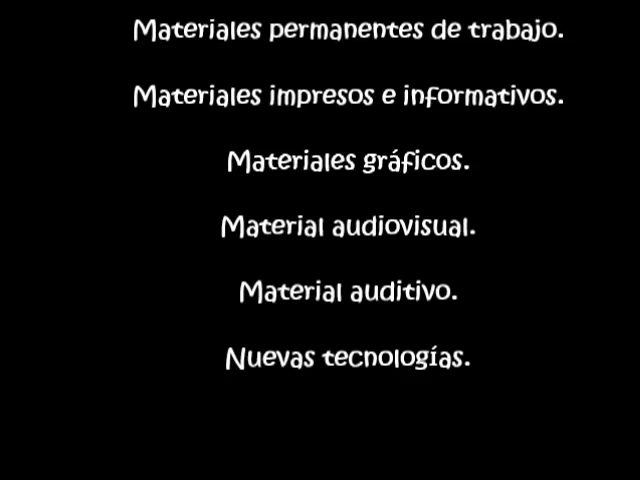 Materiales permanentes de trabajo.
Materiales impresos e informativos.
Materiales gráficos.
Material audiovisual.
Material auditivo.
Nuevas tecnologías.